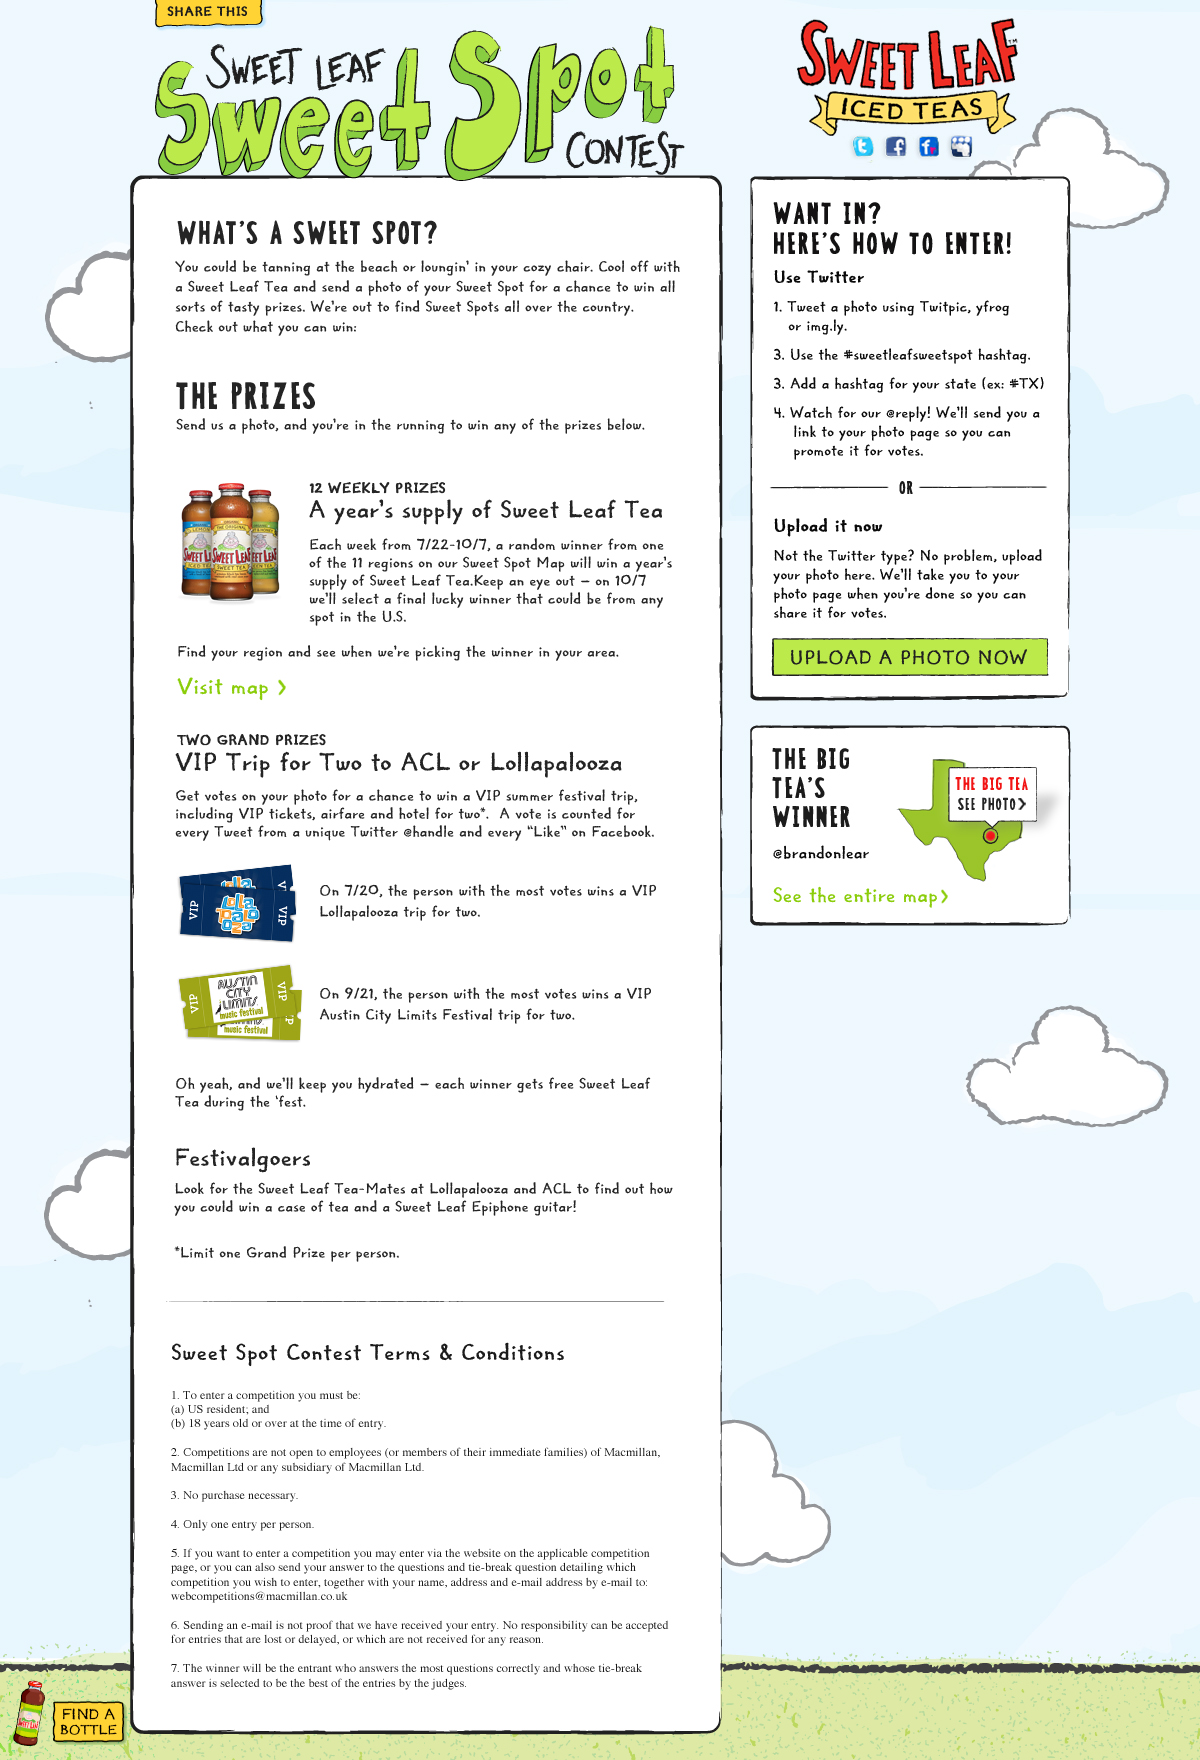 SHARE THIS
SWEET LEAF
Sweet Spot
CONTEST
SWEET LEAF™
ICED TEAS
WHAT'S A SWEET SPOT?
You could be tanning at the beach or loungin' in your cozy chair. Cool off with
a Sweet Leaf Tea and send a photo of your Sweet Spot for a chance to win all
sorts of tasty prizes. We're out to find Sweet Spots all over the country.
Check out what you can win:
THE PRIZES
Send us a photo, and you're in the running to win any of the prizes below.
12 WEEKLY PRIZES
A year's supply of Sweet Leaf Tea
Each week from 7/22-10/7, a random winner from one
of the 11 regions on our Sweet Spot Map will win a year's
supply of Sweet Leaf Tea.Keep an eye out – on 10/7
we'll select a final lucky winner that could be from any
spot in the U.S.
Find your region and see when we're picking the winner in your area.
Visit map >
TWO GRAND PRIZES
VIP Trip for Two to ACL or Lollapalooza
Get votes on your photo for a chance to win a VIP summer festival trip,
including VIP tickets, airfare and hotel for two*.  A vote is counted for
every Tweet from a unique Twitter @handle and every "Like" on Facebook.
VIP
Lolla
palo
oza
VIP
On 7/20, the person with the most votes wins a VIP
Lollapalooza trip for two.
VIP
AUSTIN
CITY
LIMITS
music festival
VIP
music festival
On 9/21, the person with the most votes wins a VIP
Austin City Limits Festival trip for two.
Oh yeah, and we'll keep you hydrated – each winner gets free Sweet Leaf
Tea during the 'fest.
Festivalgoers
Look for the Sweet Leaf Tea-Mates at Lollapalooza and ACL to find out how
you could win a case of tea and a Sweet Leaf Epiphone guitar!
*Limit one Grand Prize per person.
Sweet Spot Contest Terms & Conditions
1. To enter a competition you must be:
(a) US resident; and
(b) 18 years old or over at the time of entry.
2. Competitions are not open to employees (or members of their immediate families) of Macmillan,
Macmillan Ltd or any subsidiary of Macmillan Ltd.
3. No purchase necessary.
4. Only one entry per person.
5. If you want to enter a competition you may enter via the website on the applicable competition
page, or you can also send your answer to the questions and tie-break question detailing which
competition you wish to enter, together with your name, address and e-mail address by e-mail to:
webcompetitions@macmillan.co.uk
6. Sending an e-mail is not proof that we have received your entry. No responsibility can be accepted
for entries that are lost or delayed, or which are not received for any reason.
7. The winner will be the entrant who answers the most questions correctly and whose tie-break
answer is selected to be the best of the entries by the judges.
WANT IN?
HERE'S HOW TO ENTER!
Use Twitter
1. Tweet a photo using Twitpic, yfrog
or img.ly.
3. Use the #sweetleafsweetspot hashtag.
3. Add a hashtag for your state (ex: #TX)
4. Watch for our @reply! We'll send you a
link to your photo page so you can
promote it for votes.
OR
Upload it now
Not the Twitter type? No problem, upload
your photo here. We'll take you to your
photo page when you're done so you can
share it for votes.
UPLOAD A PHOTO NOW
THE BIG
TEA'S
WINNER
@brandonlear
THE BIG TEA
SEE PHOTO>
See the entire map>
FIND A
BOTTLE